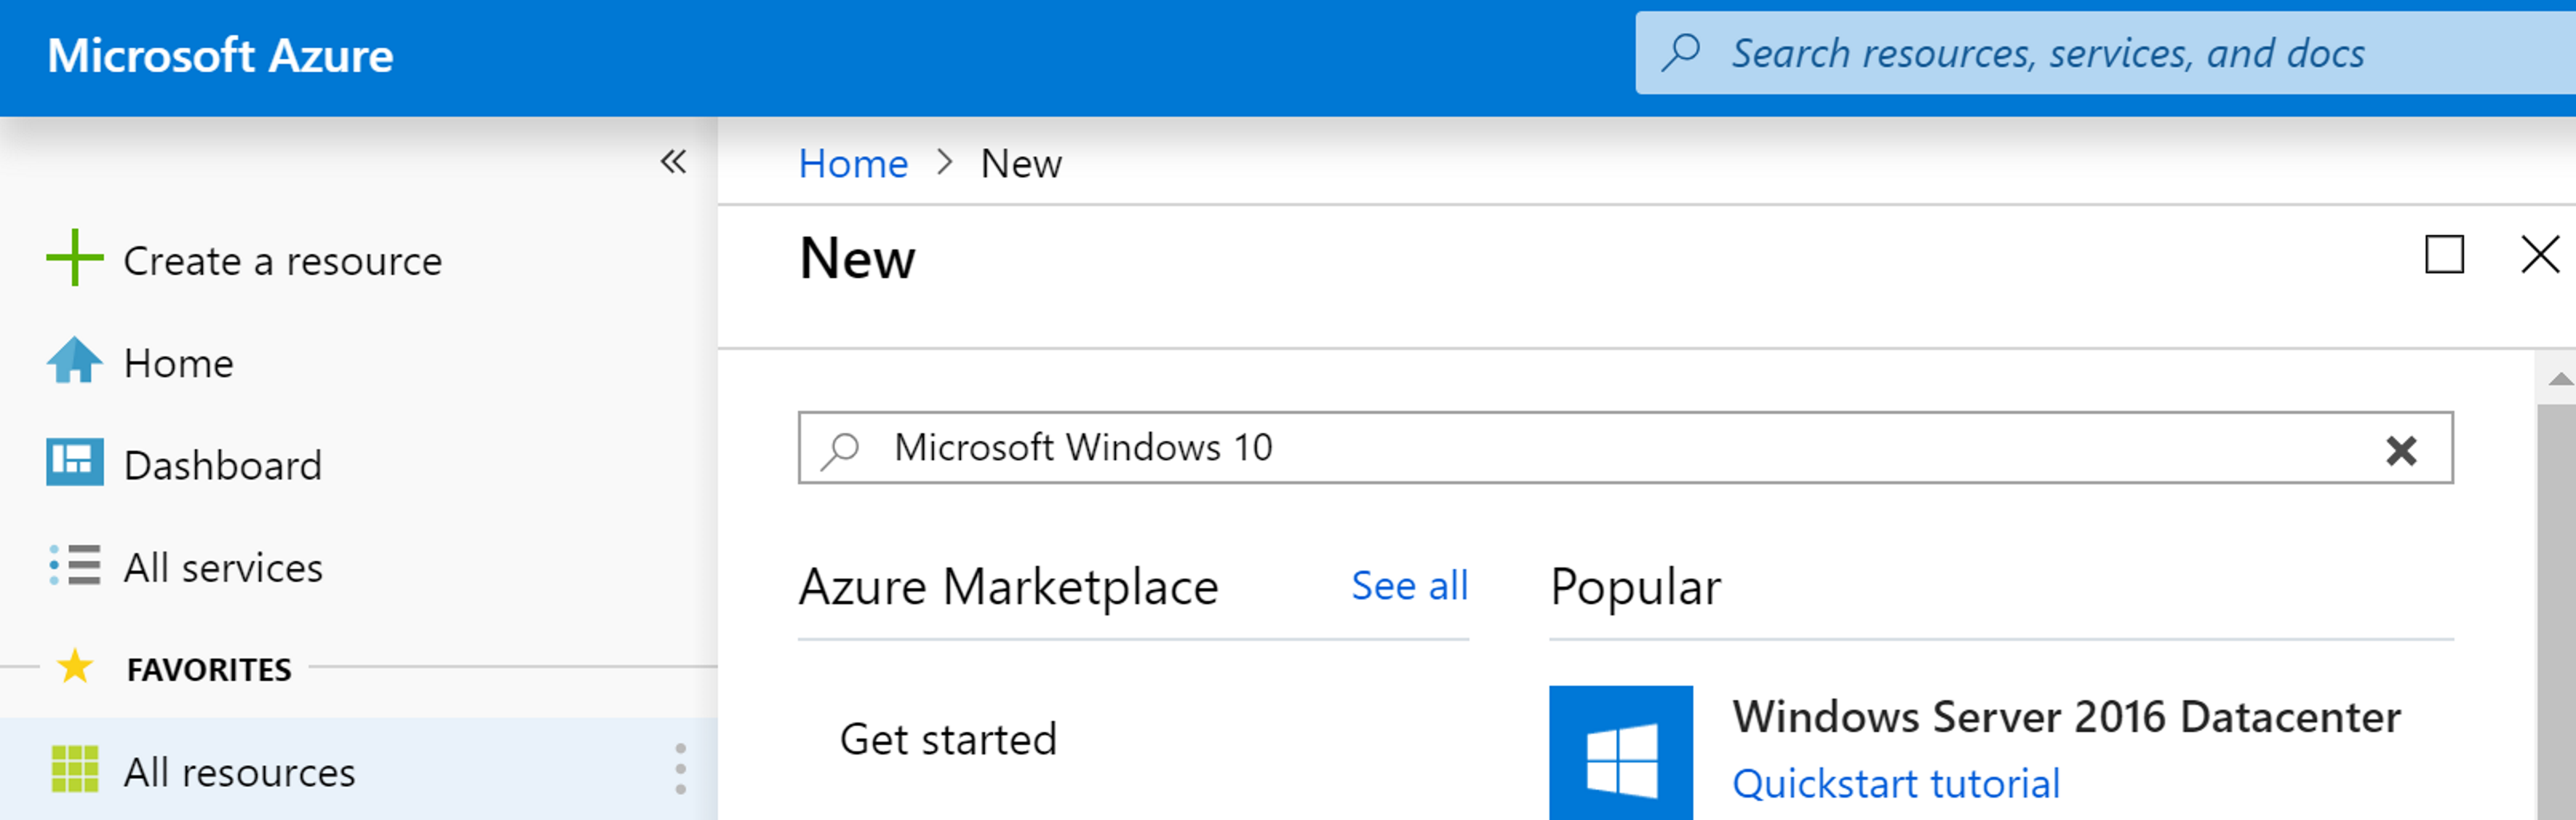 Microsoft Azure
Search resources, services, and docs
Create a resource
Home
Dashboard
All services
FAVORITES
All resources
Home > New
New
Microsoft Windows 10
Azure Marketplace
See all
Get started
Popular
Windows Server 2016 Datacenter
Quickstart tutorial